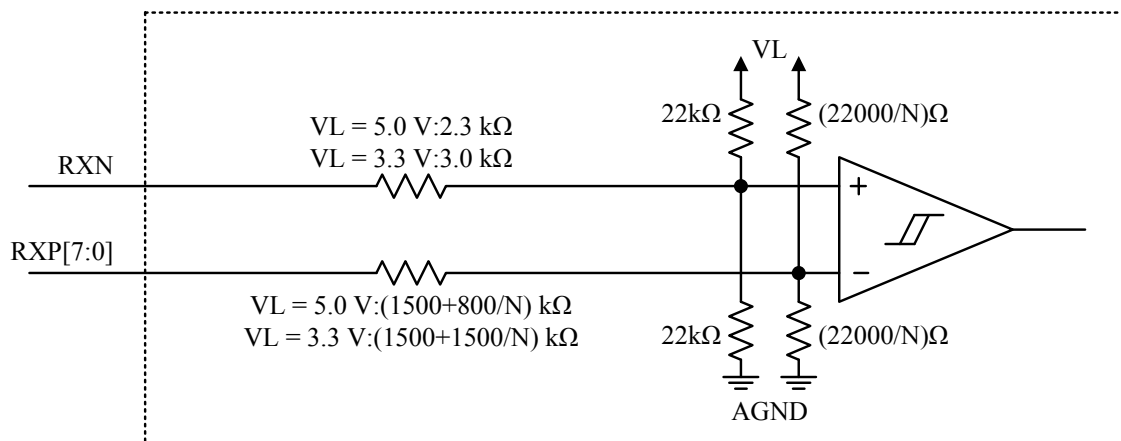 VL
22kΩ
(22000/N)Ω
VL = 5.0 V:2.3 kΩ
VL = 3.3 V:3.0 kΩ
RXN
+
RXP[7:0]
−
VL = 5.0 V:(1500+800/N) kΩ
VL = 3.3 V:(1500+1500/N) kΩ
22kΩ
(22000/N)Ω
AGND